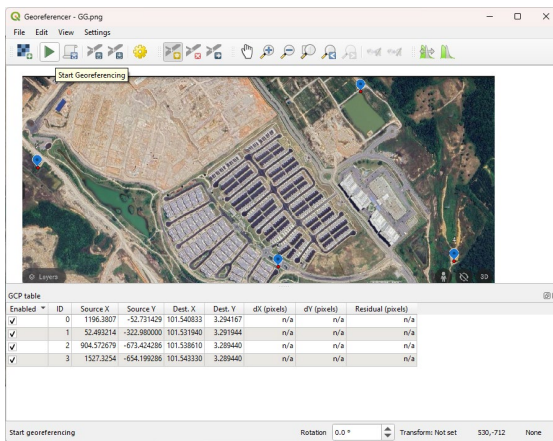 Georeferencer - GG.png
File Edit View Settings
Start Georeferencing
Layers
3D
GCP table
Enabled ID Source X Source Y Dest. X Dest. Y dX (pixels) dY (pixels) Residual (pixels)
0 1196.3807 -52.731429 101.540833 3.294167 n/a n/a n/a
1 52.493214 -322.980000 101.531940 3.291944 n/a n/a n/a
2 904.572679 -673.424286 101.538610 3.289440 n/a n/a n/a
3 1527.3254 -654.199286 101.543330 3.289440 n/a n/a n/a
Start georeferencing Rotation 0.0 ° Transform: Not set 530,-712 None